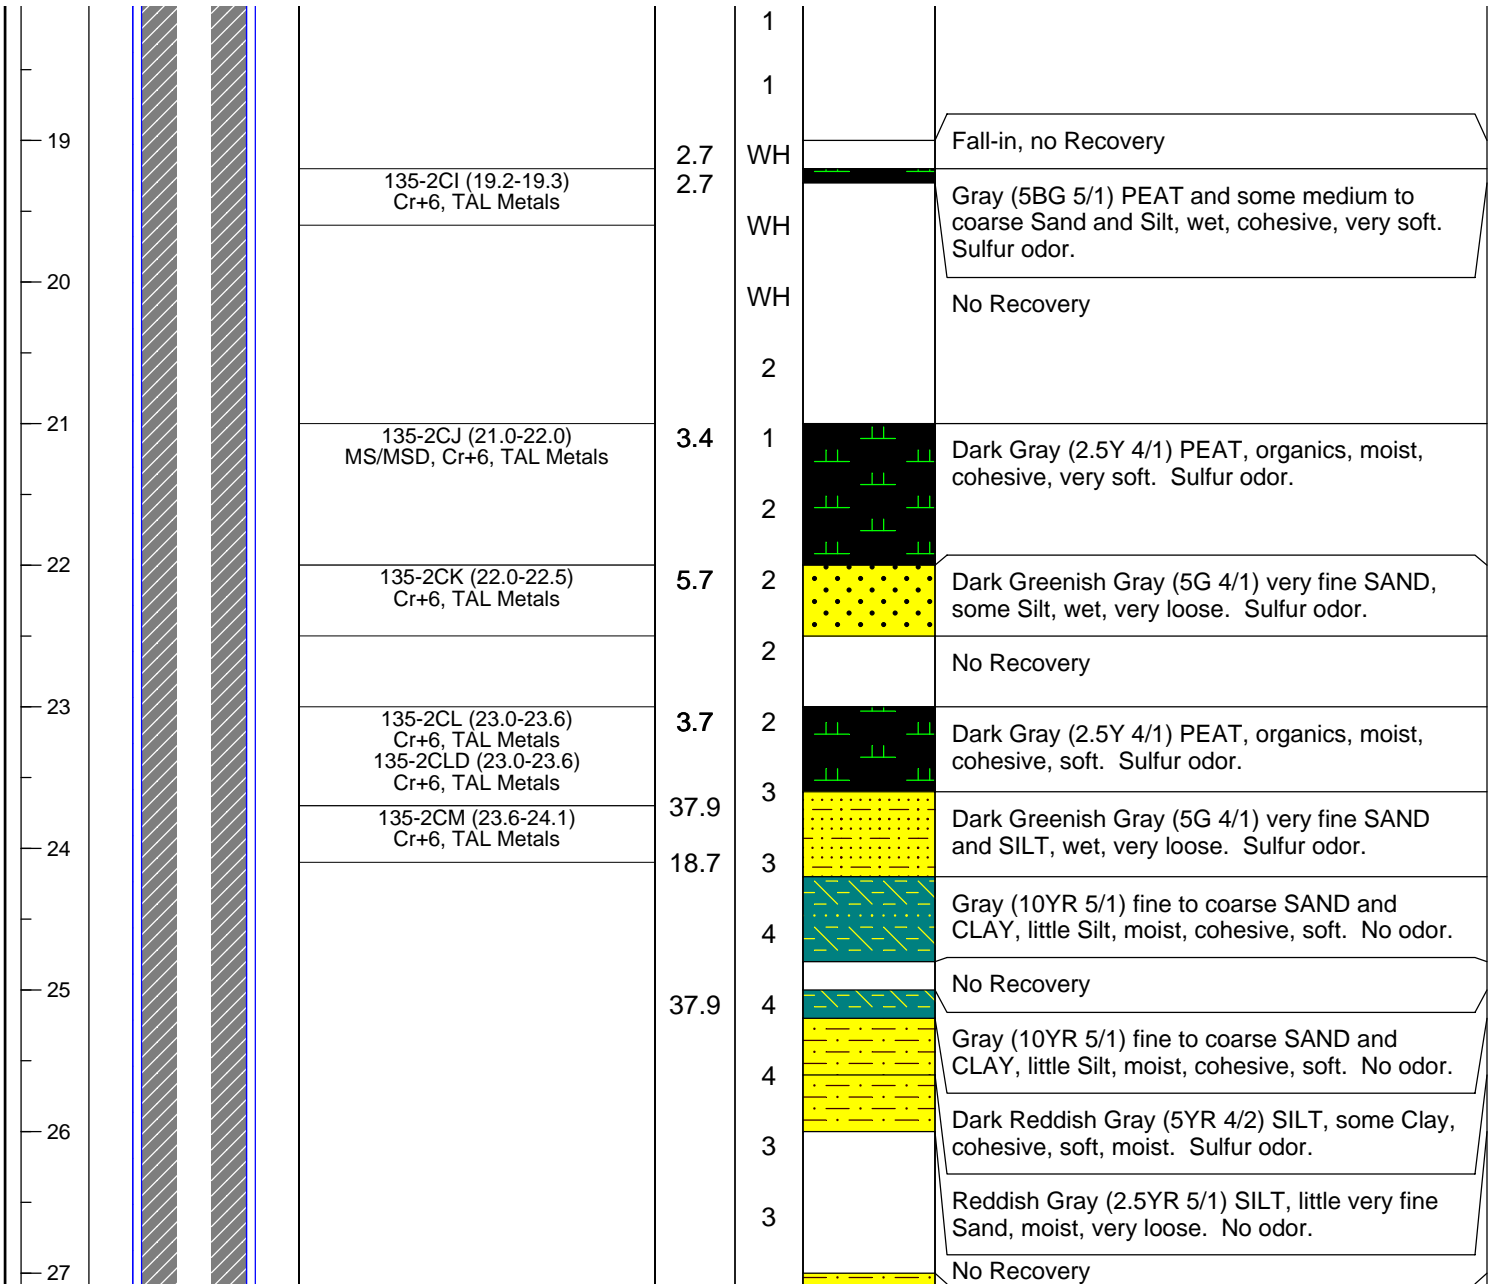 1
1
19
Fall-in, no Recovery
2.7
WH
135-2CI (19.2-19.3)
Cr+6, TAL Metals
2.7
Gray (5BG 5/1) PEAT and some medium to
coarse Sand and Silt, wet, cohesive, very soft.
Sulfur odor.
WH
20
WH
No Recovery
2
21
135-2CJ (21.0-22.0)
MS/MSD, Cr+6, TAL Metals
3.4
1
Dark Gray (2.5Y 4/1) PEAT, organics, moist,
cohesive, very soft.  Sulfur odor.
2
22
135-2CK (22.0-22.5)
Cr+6, TAL Metals
5.7
2
Dark Greenish Gray (5G 4/1) very fine SAND,
some Silt, wet, very loose.  Sulfur odor.
2
No Recovery
23
135-2CL (23.0-23.6)
Cr+6, TAL Metals
135-2CLD (23.0-23.6)
Cr+6, TAL Metals
3.7
2
Dark Gray (2.5Y 4/1) PEAT, organics, moist,
cohesive, soft.  Sulfur odor.
3
37.9
135-2CM (23.6-24.1)
Cr+6, TAL Metals
Dark Greenish Gray (5G 4/1) very fine SAND
and SILT, wet, very loose.  Sulfur odor.
24
18.7
3
Gray (10YR 5/1) fine to coarse SAND and
CLAY, little Silt, moist, cohesive, soft.  No odor.
4
No Recovery
25
37.9
4
Gray (10YR 5/1) fine to coarse SAND and
CLAY, little Silt, moist, cohesive, soft.  No odor.
4
Dark Reddish Gray (5YR 4/2) SILT, some Clay,
cohesive, soft, moist.  Sulfur odor.
26
3
Reddish Gray (2.5YR 5/1) SILT, little very fine
Sand, moist, very loose.  No odor.
3
27
No Recovery